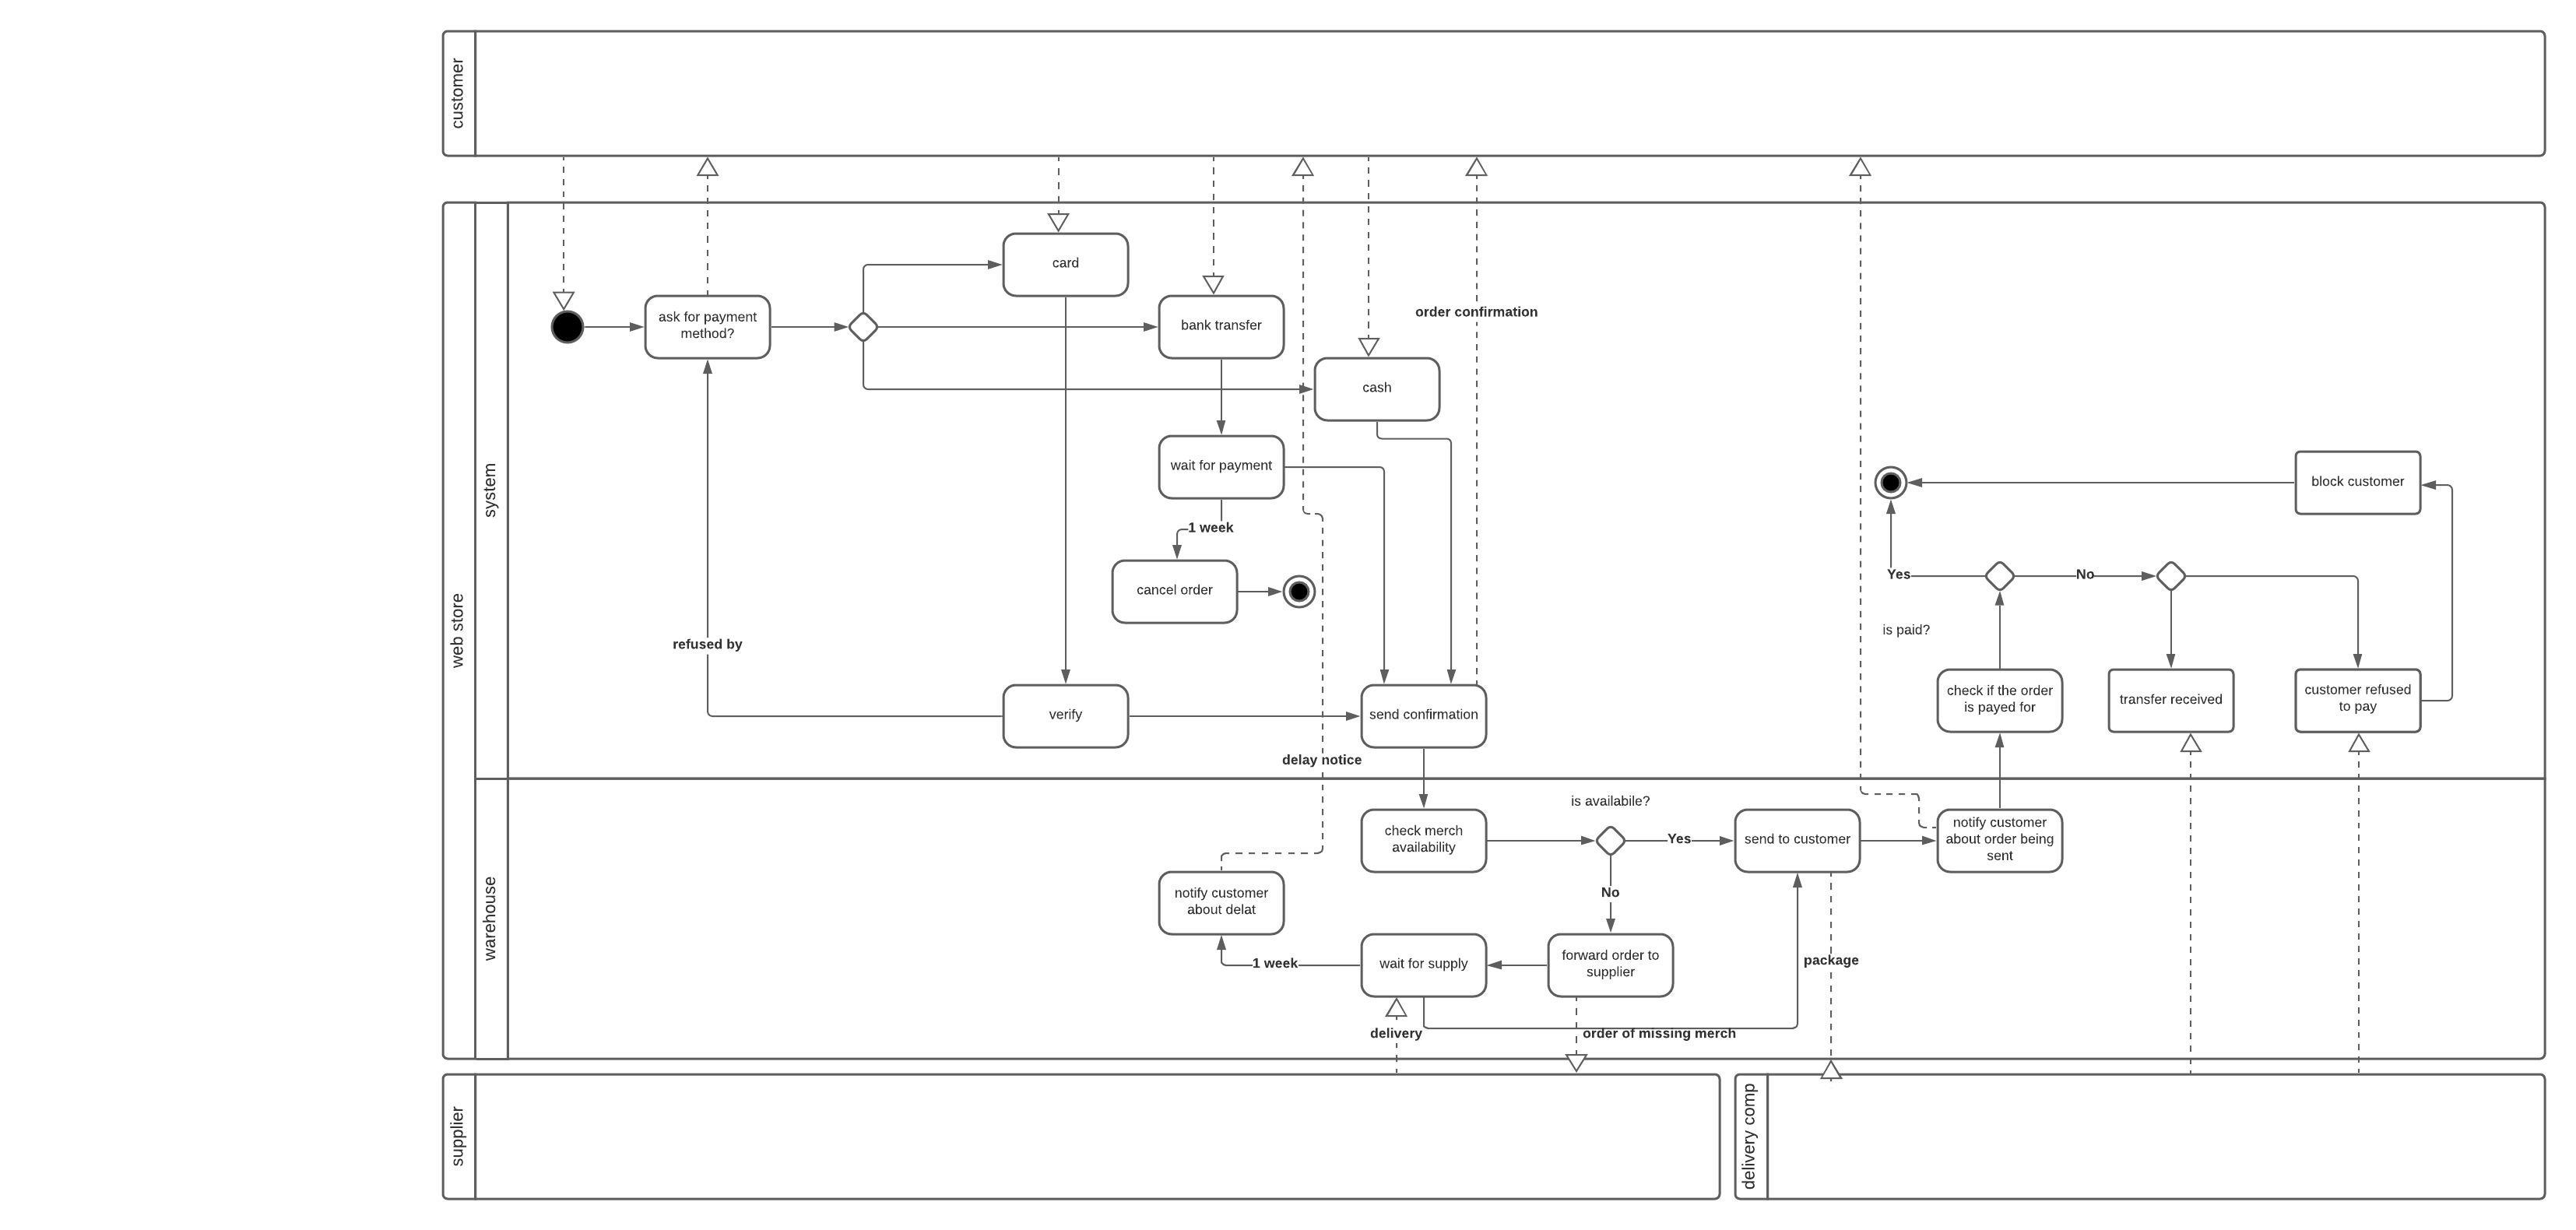 customer
web store
system
card
ask for payment
method?
bank transfer
order confirmation
cash
wait for payment
block customer
1 week
cancel order
Yes
No
is paid?
refused by
verify
send confirmation
check if the order
is payed for
transfer received
customer refused
to pay
delay notice
warehouse
is availabile?
check merch
availability
Yes
send to customer
notify customer
about order being
sent
notify customer
about delat
No
1 week
wait for supply
forward order to
supplier
package
delivery
order of missing merch
supplier
delivery comp